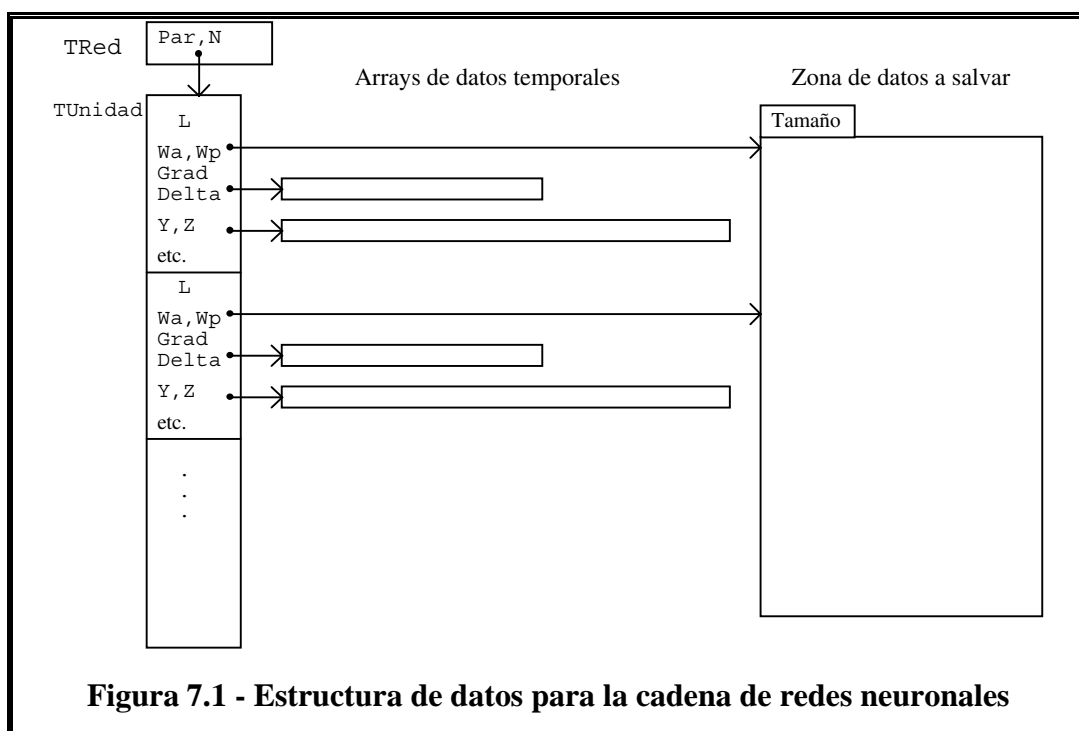 TRed
Par,N
Arrays de datos temporales
Zona de datos a salvar
TUnidad
L
Tamaño
Wa,Wp
Grad
Delta
Y,Z
etc.
L
Wa,Wp
Grad
Delta
Y,Z
etc.
.
.
.
Figura 7.1 - Estructura de datos para la cadena de redes neuronales